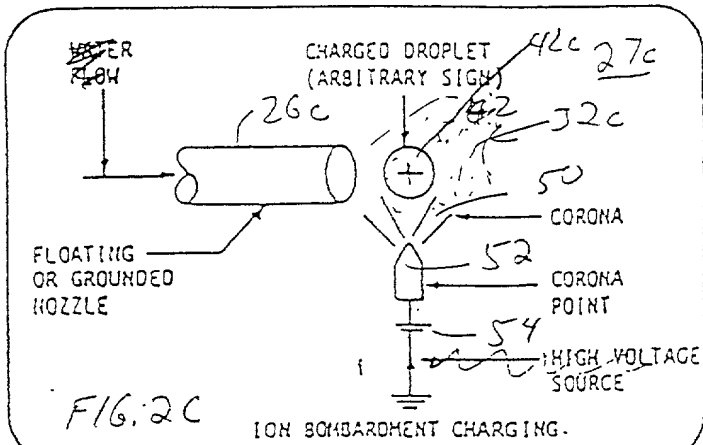 WATER
FLOW
CHARGED DROPLET
(ARBITRARY SIGN)
42c
27c
26c
42
32c
+
50
CORONA
FLOATING
OR GROUNDED
NOZZLE
52
CORONA
POINT
54
HIGH VOLTAGE
SOURCE
FIG. 2C
ION BOMBARDMENT CHARGING.